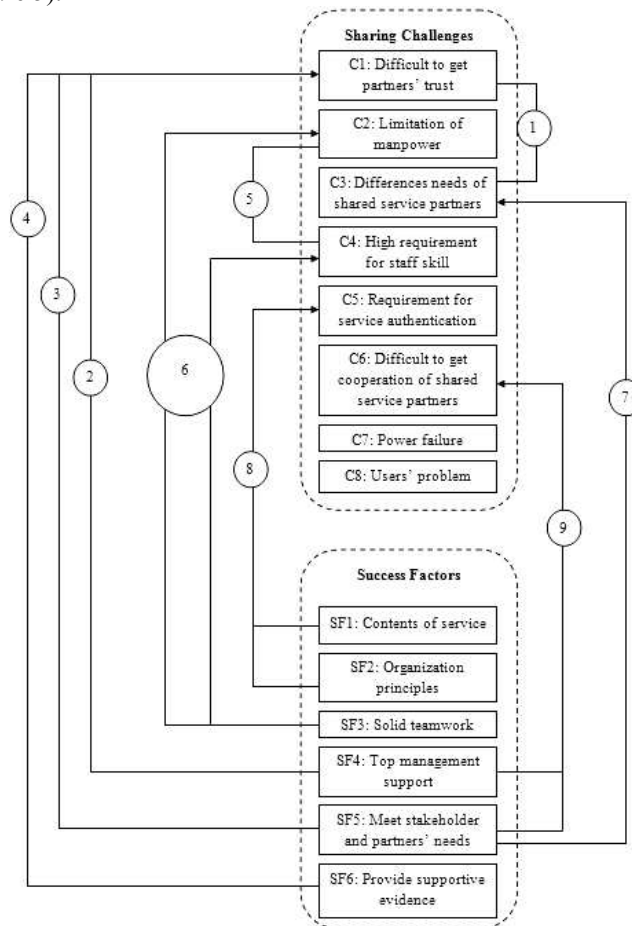 Sharing Challenges
C1: Difficult to get
partners' trust
C2: Limitation of
manpower
C3: Differences needs of
shared service partners
C4: High requirement
for staff skill
C5: Requirement for
service authentication
C6: Difficult to get
cooperation of shared
service partners
C7: Power failure
C8: Users' problem
1
5
4
3
2
6
7
8
9
Success Factors
SF1: Contents of service
SF2: Organization
principles
SF3: Solid teamwork
SF4: Top management
support
SF5: Meet stakeholder
and partners' needs
SF6: Provide supportive
evidence